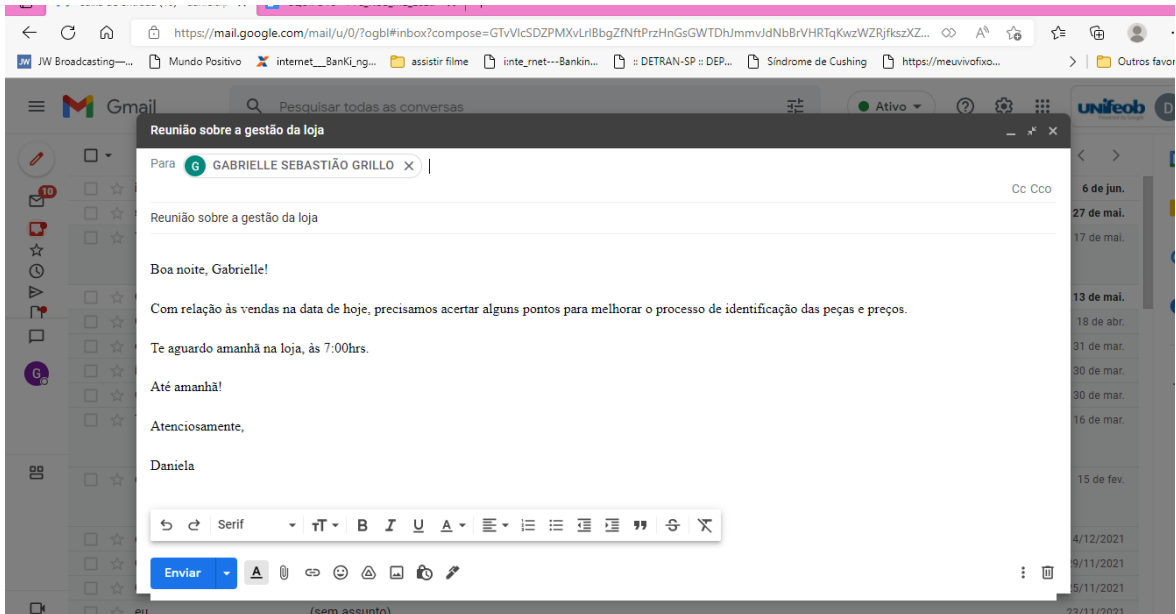 https://mail.google.com/mail/u/0/?ogbl#inbox?compose=GTvVlcSDZPMXvLrlBbgZfNftPrzHnGsGWTDhJmmvJdNbBrVHRTqKwzWZRjfkszXZ...
JW JW Broadcasting—... Mundo Positivo internet__BanKi_ng... assistir filme i:nte_rnet---Bankin... :: DETRAN-SP :: DEP... Síndrome de Cushing https://meuvivofixo... Outros favor
Gmail Pesquisar todas as conversas Ativo unifeob D
Reunião sobre a gestão da loja
Para G GABRIELLE SEBASTIÃO GRILLO
Cc Cco
10
6 de jun.
Reunião sobre a gestão da loja
27 de mai.
17 de mai.
Boa noite, Gabrielle!
13 de mai.
Com relação às vendas na data de hoje, precisamos acertar alguns pontos para melhorar o processo de identificação das peças e preços.
18 de abr.
Te aguardo amanhã na loja, às 7:00hrs.
31 de mar.
G
30 de mar.
Até amanhã!
30 de mar.
16 de mar.
Atenciosamente,
Daniela
15 de fev.
Serif
B I U A
4/12/2021
9/11/2021
Enviar
5/11/2021
eu (sem assunto) 23/11/2021